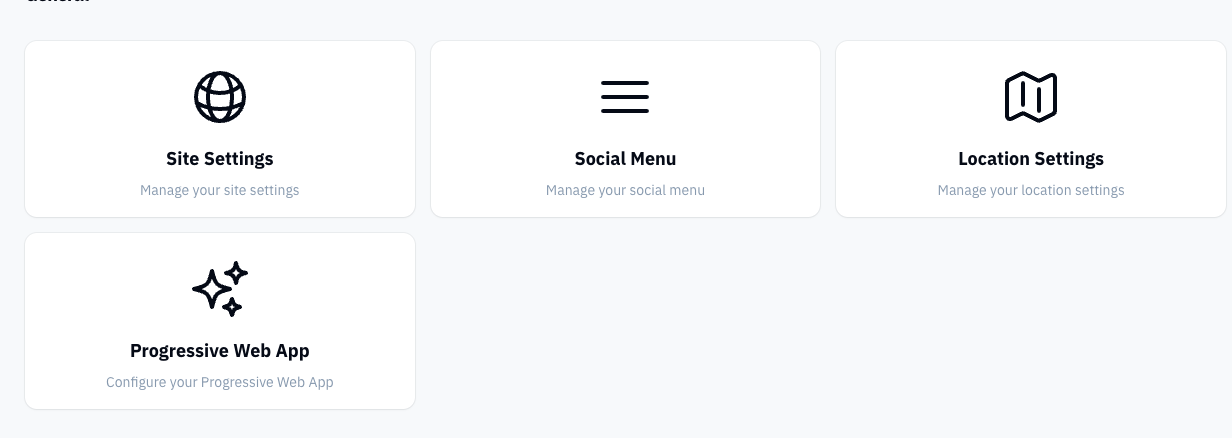 General
Site Settings
Manage your site settings
Social Menu
Manage your social menu
Location Settings
Manage your location settings
Progressive Web App
Configure your Progressive Web App